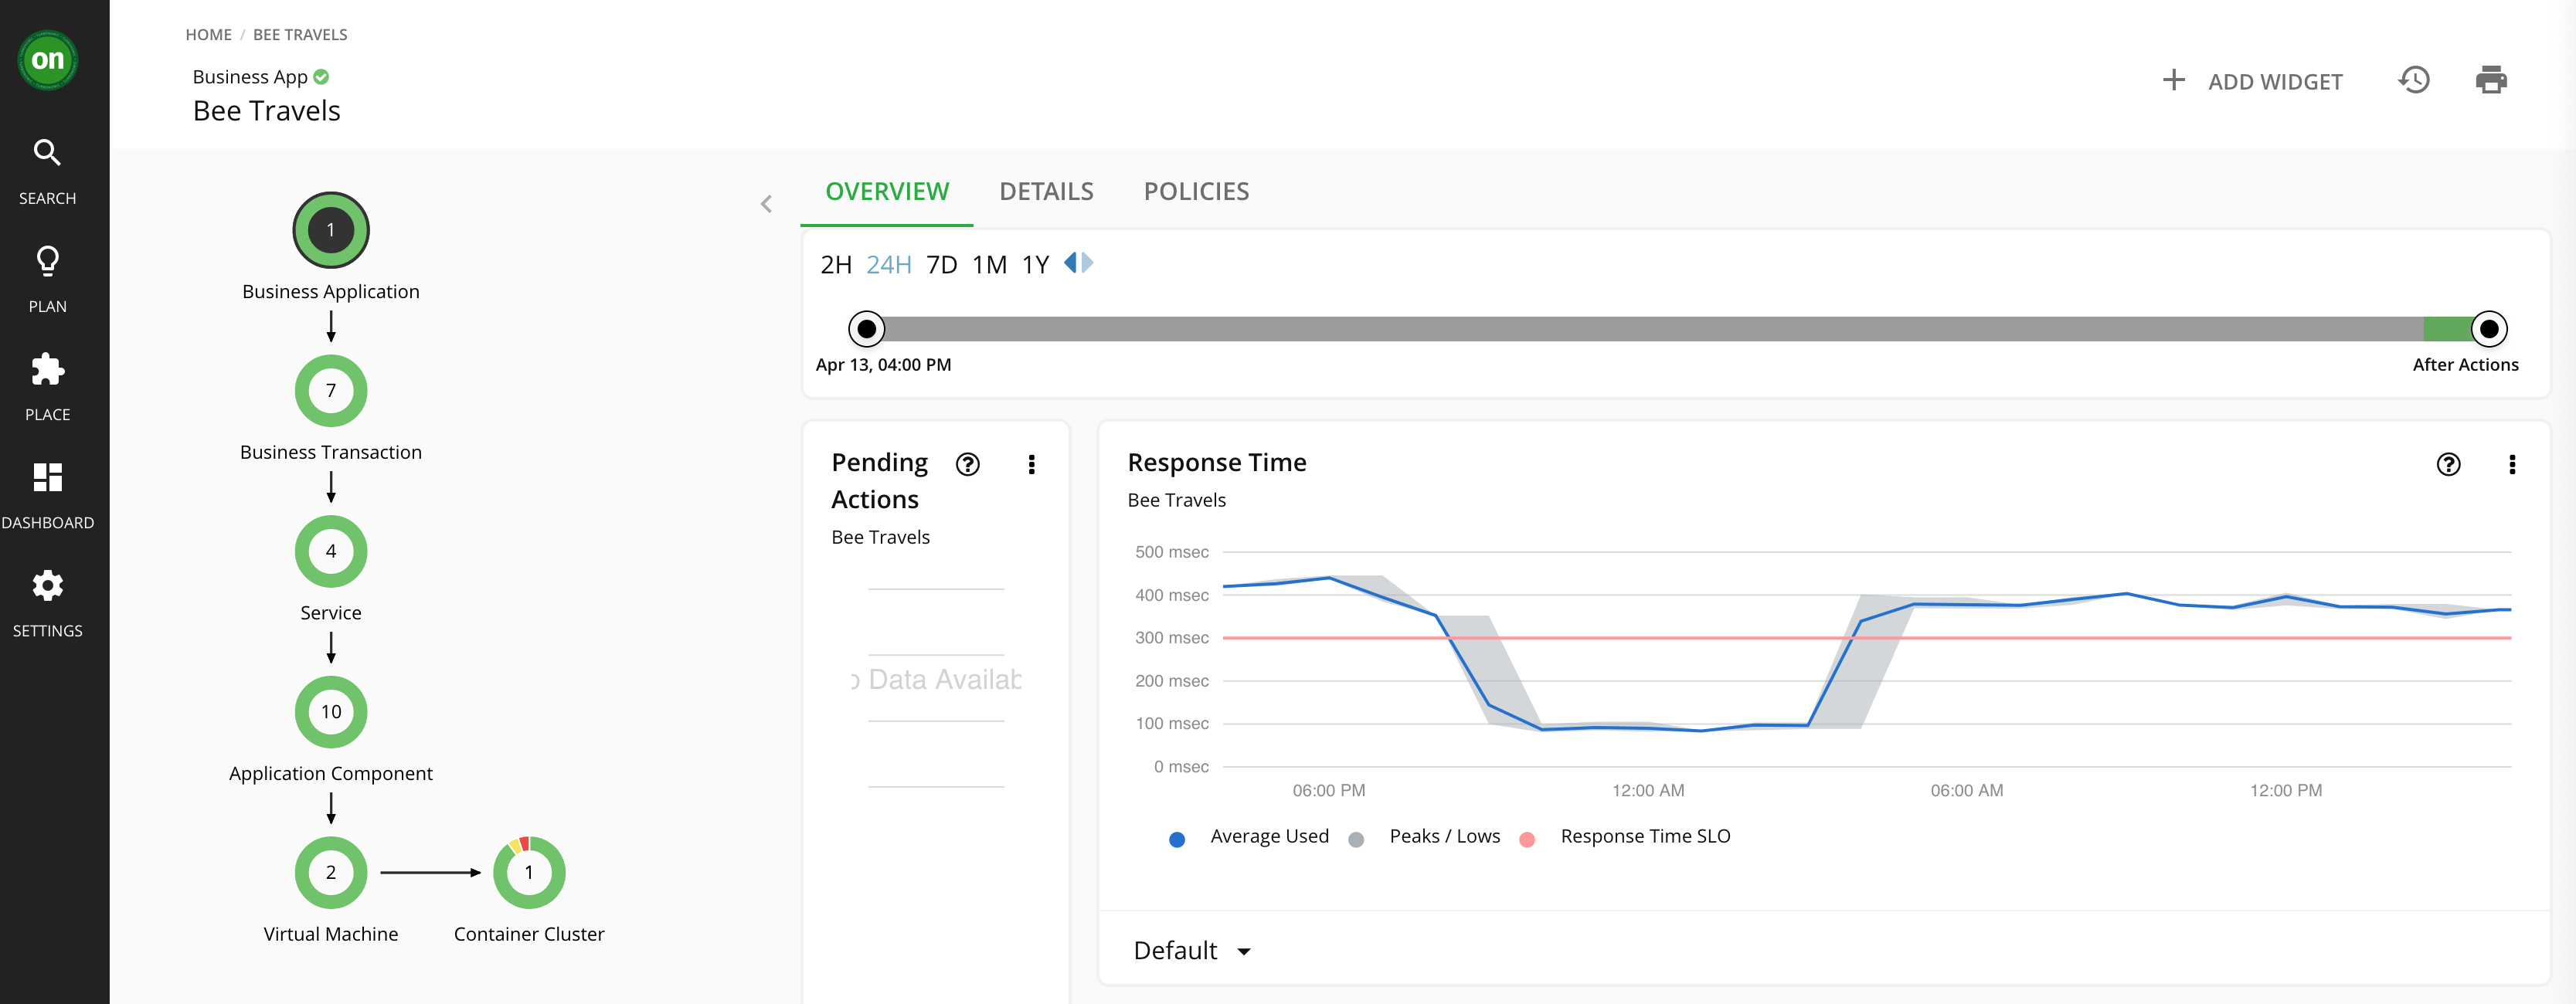 on
SEARCH
PLAN
PLACE
DASHBOARD
SETTINGS
HOME / BEE TRAVELS
Business App
Bee Travels
ADD WIDGET
1
Business Application
7
Business Transaction
4
Service
10
Application Component
2
Virtual Machine
1
Container Cluster
OVERVIEW DETAILS POLICIES
2H 24H 7D 1M 1Y
Apr 13, 04:00 PM
After Actions
Pending
Actions
Bee Travels
o Data Availab
Response Time
Bee Travels
500 msec
400 msec
300 msec
200 msec
100 msec
0 msec
06:00 PM 12:00 AM 06:00 AM 12:00 PM
Average Used Peaks / Lows Response Time SLO
Default